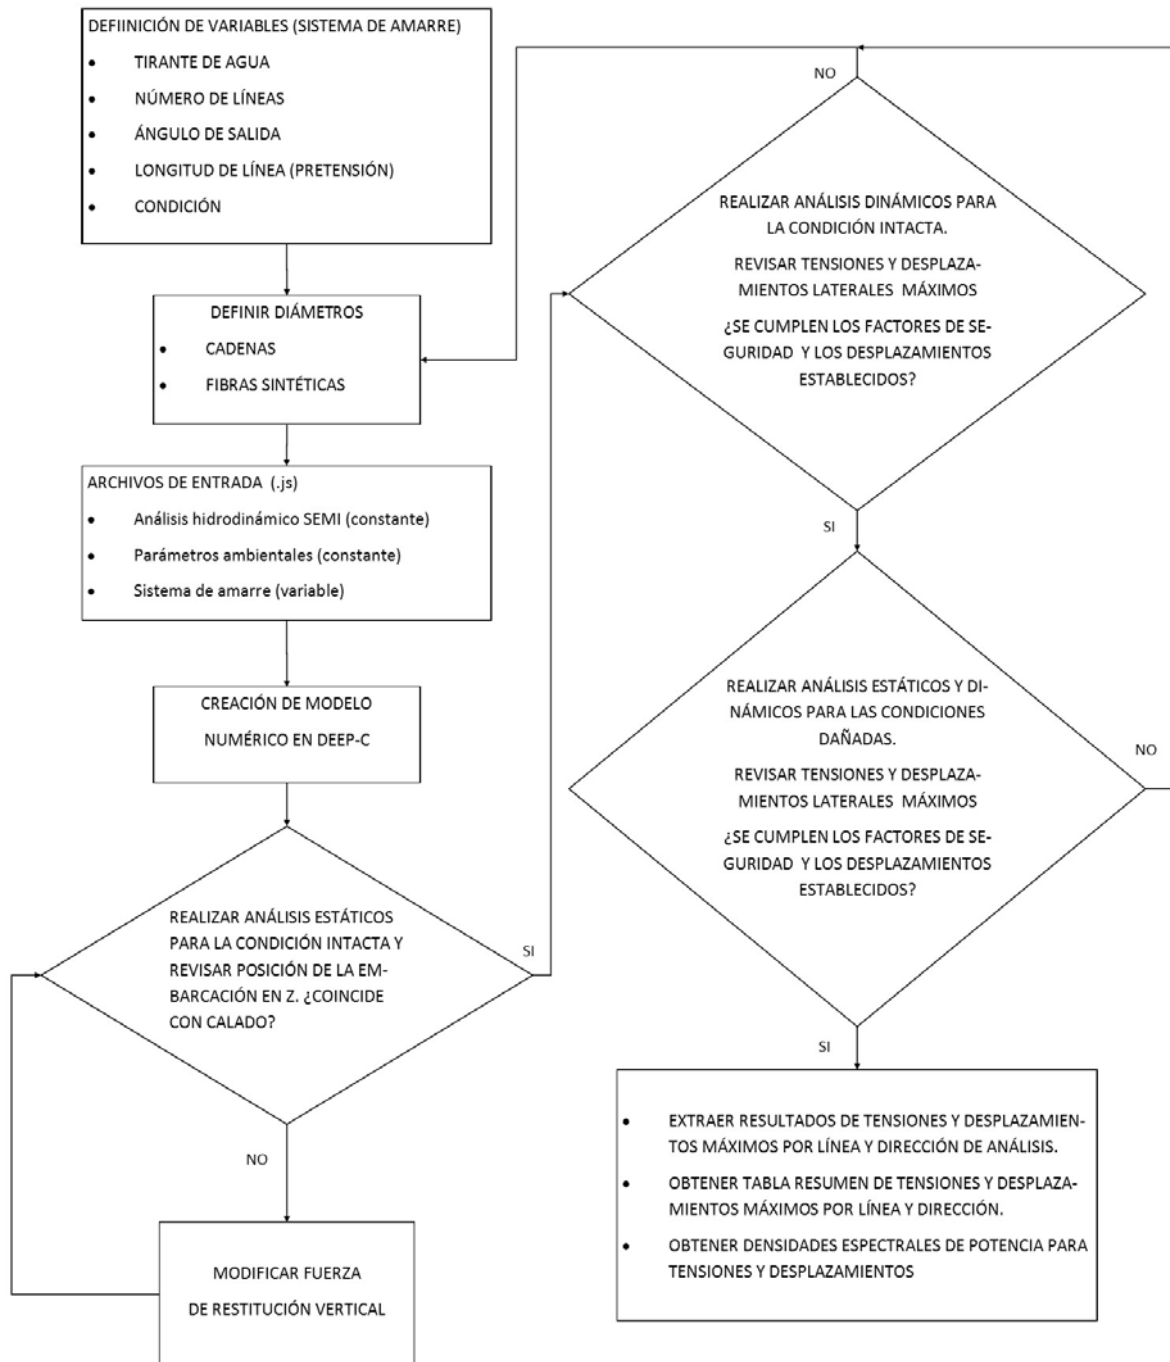 DEFIINICIÓN DE VARIABLES (SISTEMA DE AMARRE)
• TIRANTE DE AGUA
• NÚMERO DE LÍNEAS
• ÁNGULO DE SALIDA
• LONGITUD DE LÍNEA (PRETENSIÓN)
• CONDICIÓN
DEFINIR DIÁMETROS
• CADENAS
• FIBRAS SINTÉTICAS
ARCHIVOS DE ENTRADA (.js)
• Análisis hidrodinámico SEMI (constante)
• Parámetros ambientales (constante)
• Sistema de amarre (variable)
CREACIÓN DE MODELO
NUMÉRICO EN DEEP-C
REALIZAR ANÁLISIS ESTÁTICOS
PARA LA CONDICIÓN INTACTA Y
REVISAR POSICIÓN DE LA EM-
BARCACIÓN EN Z. ¿COINCIDE
CON CALADO?
SI
NO
MODIFICAR FUERZA
DE RESTITUCIÓN VERTICAL
NO
REALIZAR ANÁLISIS DINÁMICOS PARA
LA CONDICIÓN INTACTA.
REVISAR TENSIONES Y DESPLAZA-
MIENTOS LATERALES MÁXIMOS
¿SE CUMPLEN LOS FACTORES DE SE-
GURIDAD Y LOS DESPLAZAMIENTOS
ESTABLECIDOS?
SI
REALIZAR ANÁLISIS ESTÁTICOS Y DI-
NÁMICOS PARA LAS CONDICIONES
DAÑADAS.
REVISAR TENSIONES Y DESPLAZA-
MIENTOS LATERALES MÁXIMOS
¿SE CUMPLEN LOS FACTORES DE SE-
GURIDAD Y LOS DESPLAZAMIENTOS
ESTABLECIDOS?
NO
SI
• EXTRAER RESULTADOS DE TENSIONES Y DESPLAZAMIEN-
TOS MÁXIMOS POR LÍNEA Y DIRECCIÓN DE ANÁLISIS.
• OBTENER TABLA RESUMEN DE TENSIONES Y DESPLAZA-
MIENTOS MÁXIMOS POR LÍNEA Y DIRECCIÓN.
• OBTENER DENSIDADES ESPECTRALES DE POTENCIA PARA
TENSIONES Y DESPLAZAMIENTOS